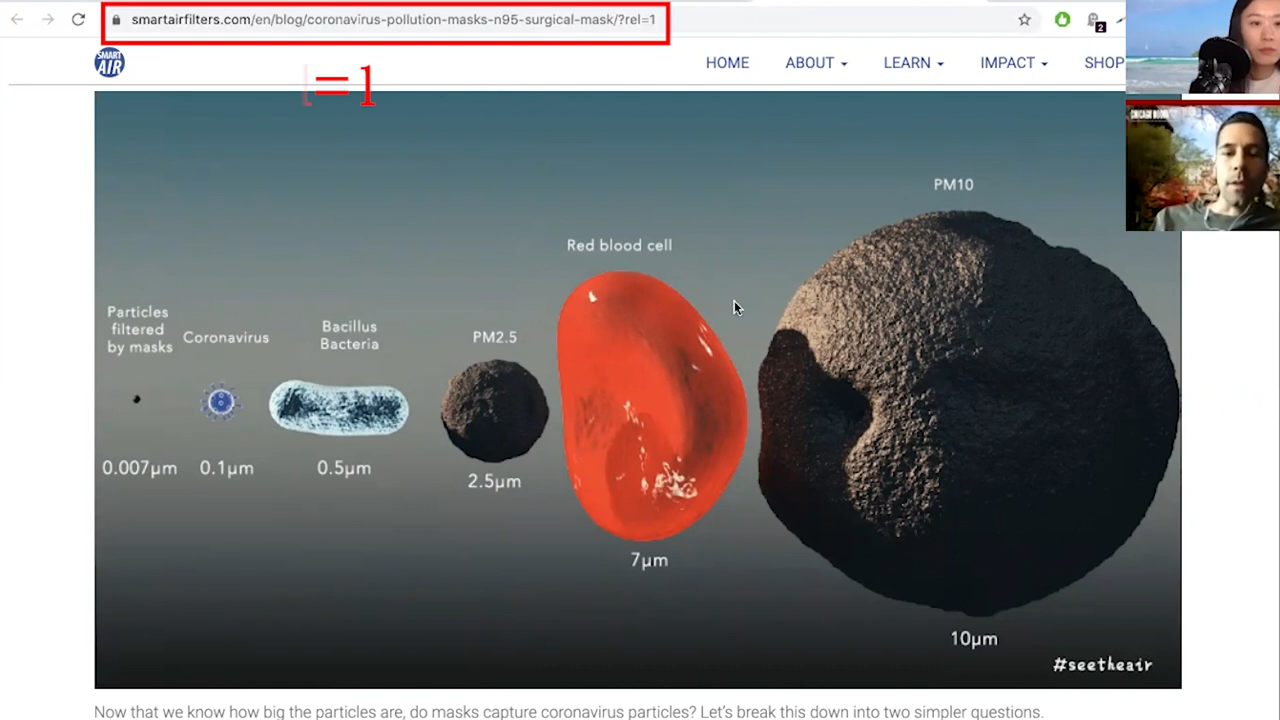 smartairfilters.com/en/blog/coronavirus-pollution-masks-n95-surgical-mask/?rel=1
2
SMART
AIR
HOME
ABOUT
LEARN
IMPACT
SHOP
=1
PM10
Red blood cell
Particles
filtered
by masks
Coronavirus
Bacillus
Bacteria
PM2.5
0.007µm
0.1µm
0.5µm
2.5µm
7µm
10µm
#seetheair
Now that we know how big the particles are, do masks capture coronavirus particles? Let's break this down into two simpler questions.